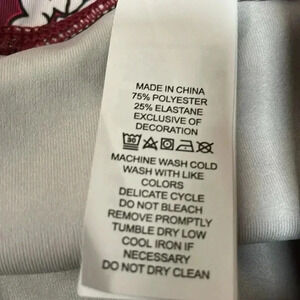 MADE IN CHINA
75% POLYESTER
25% ELASTANE
EXCLUSIVE OF
DECORATION
30
MACHINE WASH COLD
WASH WITH LIKE
COLORS
DELICATE CYCLE
DO NOT BLEACH
REMOVE PROMPTLY
TUMBLE DRY LOW
COOL IRON IF
NECESSARY
DO NOT DRY CLEAN